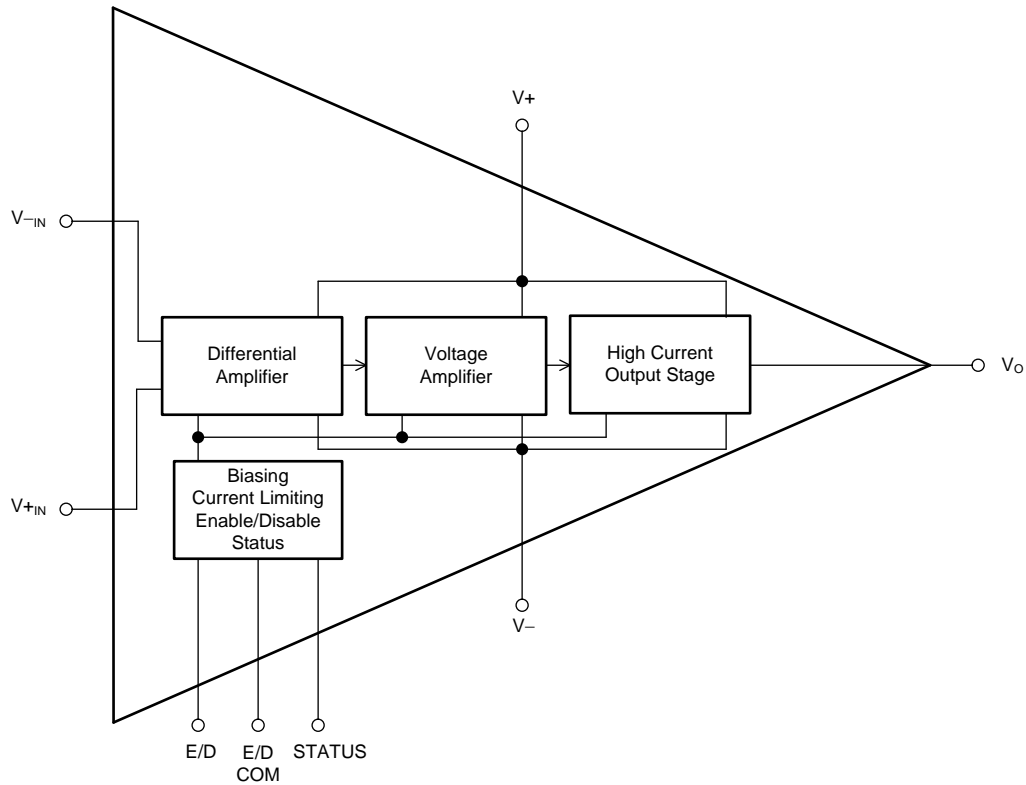 V+
V–IN
Differential
Amplifier
Voltage
Amplifier
High Current
Output Stage
VO
V+IN
Biasing
Current Limiting
Enable/Disable
Status
V–
E/D
E/D
COM
STATUS